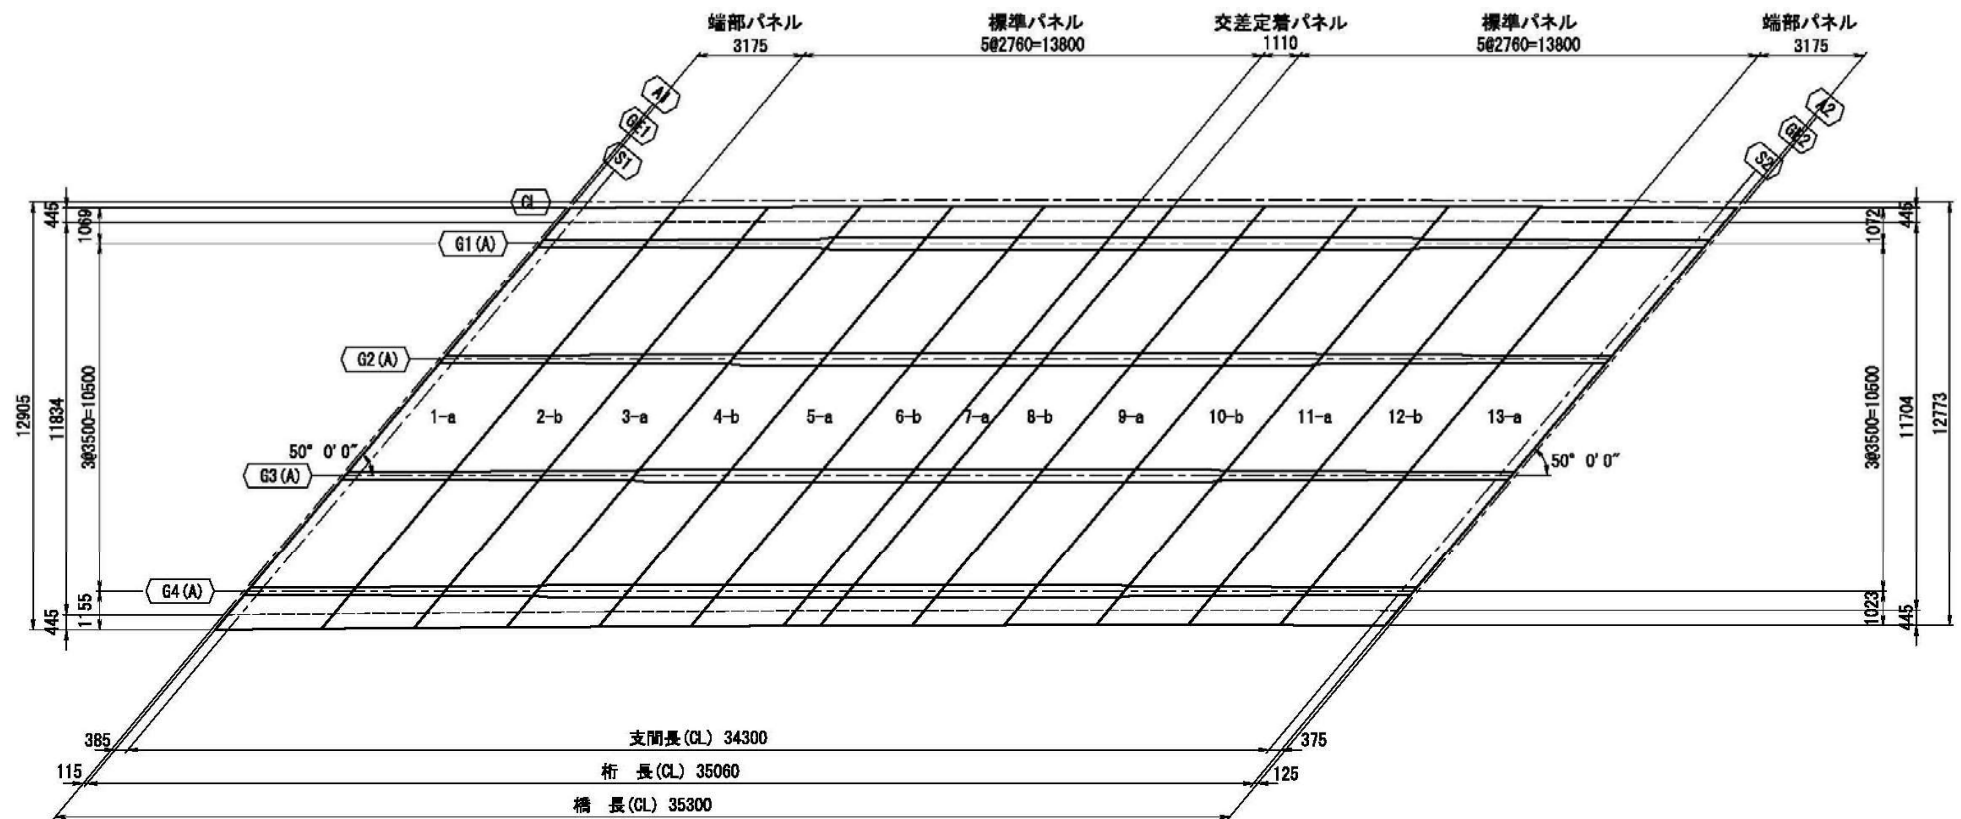 端部パネル
3175
標準パネル
5@2760=13800
交差定着パネル
1110
標準パネル
5@2760=13800
端部パネル
3175
A1
GE1
S1
A2
GE2
S2
CL
G1(A)
G2(A)
G3(A)
G4(A)
445
1069
12905
11834
3@3500=10500
445
1155
1072
445
3@3500=10500
11704
12773
1023
445
50° 0'0"
50° 0'0"
1-a
2-b
3-a
4-b
5-a
6-b
7-a
8-b
9-a
10-b
11-a
12-b
13-a
385
支間長(CL) 34300
375
115
桁 長(CL) 35060
125
橋 長(CL) 35300